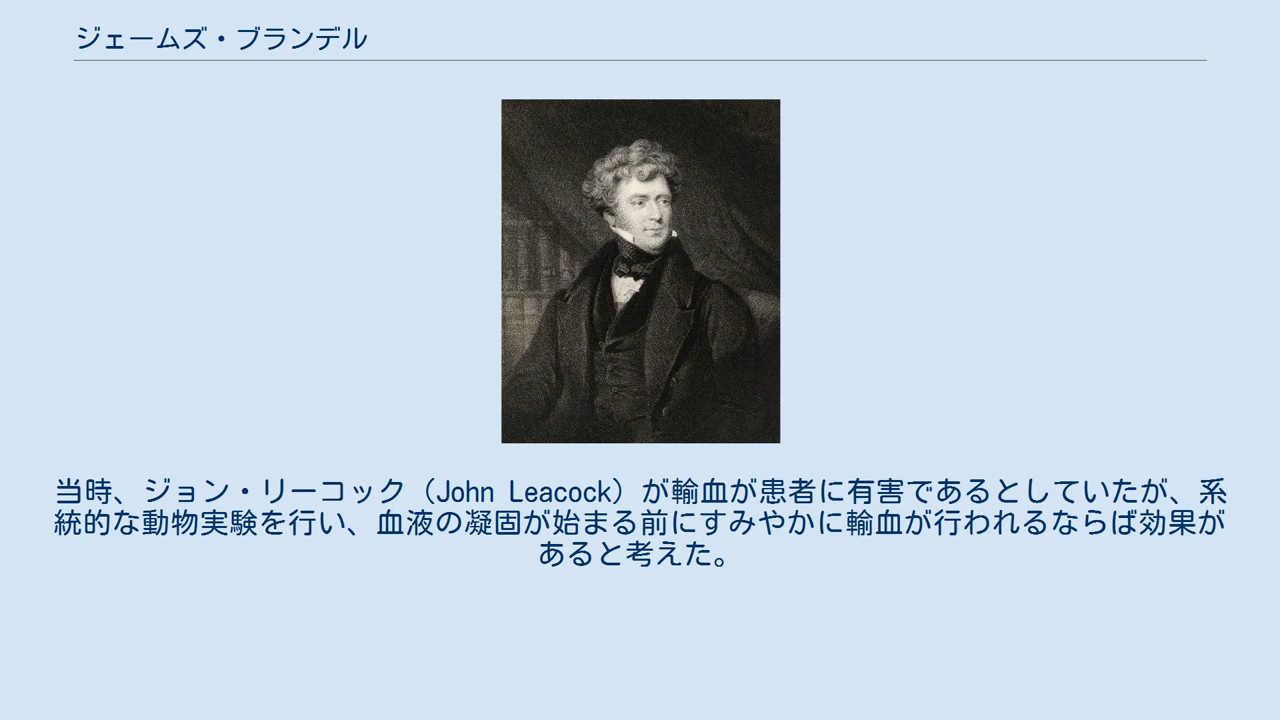 ジェームズ・ブランデル
当時、ジョン・リーコック（John Leacock）が輸血が患者に有害であるとしていたが、系
統的な動物実験を行い、血液の凝固が始まる前にすみやかに輸血が行われるならば効果が
あると考えた。